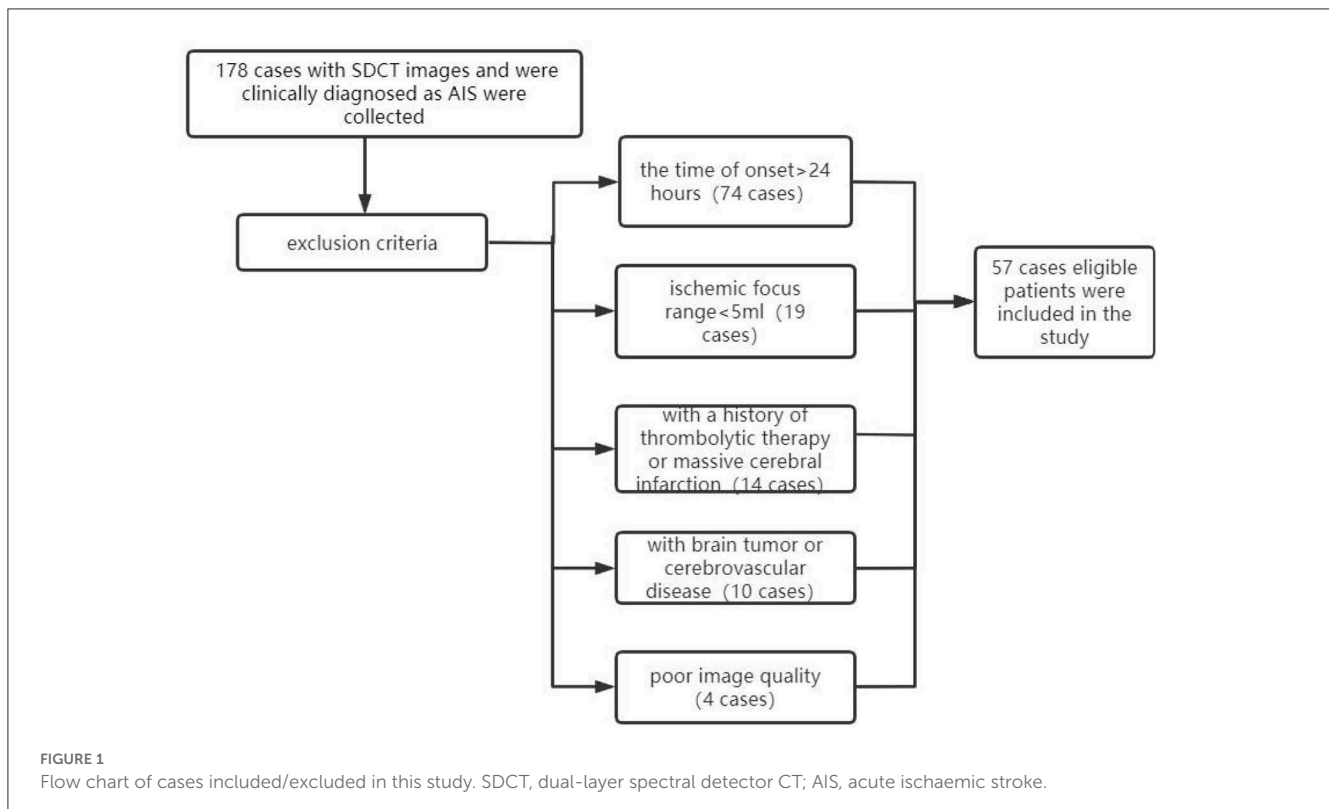 178 cases with SDCT images and were
clinically diagnosed as AIS were
collected
exclusion criteria
the time of onset>24
hours (74 cases)
ischemic focus
range<5ml (19
cases)
with a history of
thrombolytic therapy
or massive cerebral
infarction (14 cases)
with brain tumor or
cerebrovascular
disease (10 cases)
poor image quality
(4 cases)
57 cases eligible
patients were
included in the
study
FIGURE 1
Flow chart of cases included/excluded in this study. SDCT, dual-layer spectral detector CT; AIS, acute ischaemic stroke.